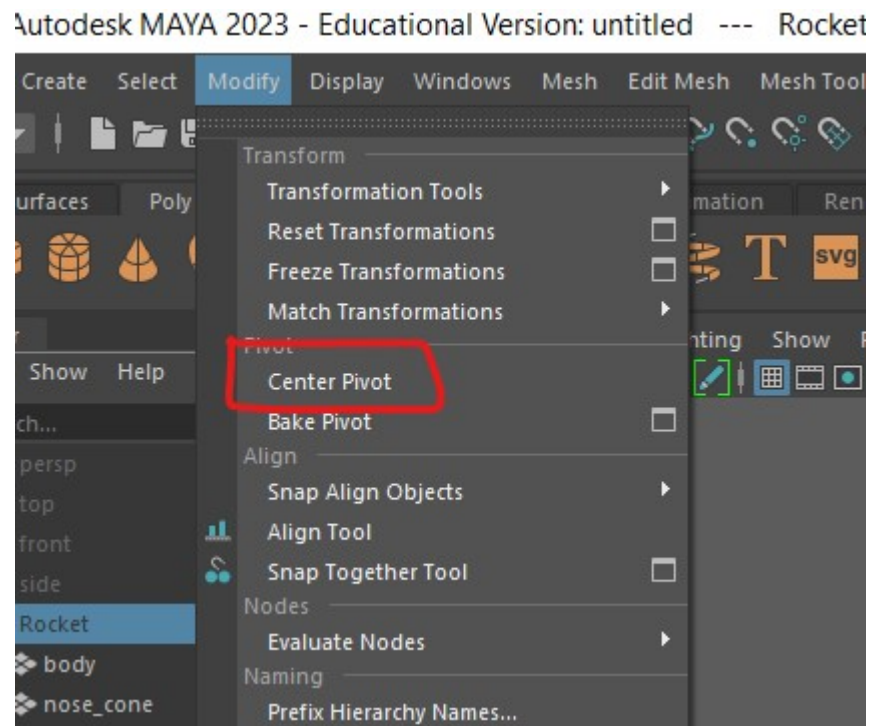 Autodesk MAYA 2023 - Educational Version: untitled --- Rocket
Create Select Modify Display Windows Mesh Edit Mesh Mesh Tool
Transform
urfaces Poly Transformation Tools mation Ren
Reset Transformations
T svg
Freeze Transformations
Match Transformations
Pivot nting Show
Show Help Center Pivot
ch... Bake Pivot
Align
persp
top Snap Align Objects
front Align Tool
side Snap Together Tool
Nodes
Rocket
Evaluate Nodes
body
Naming
nose_cone Prefix Hierarchy Names...